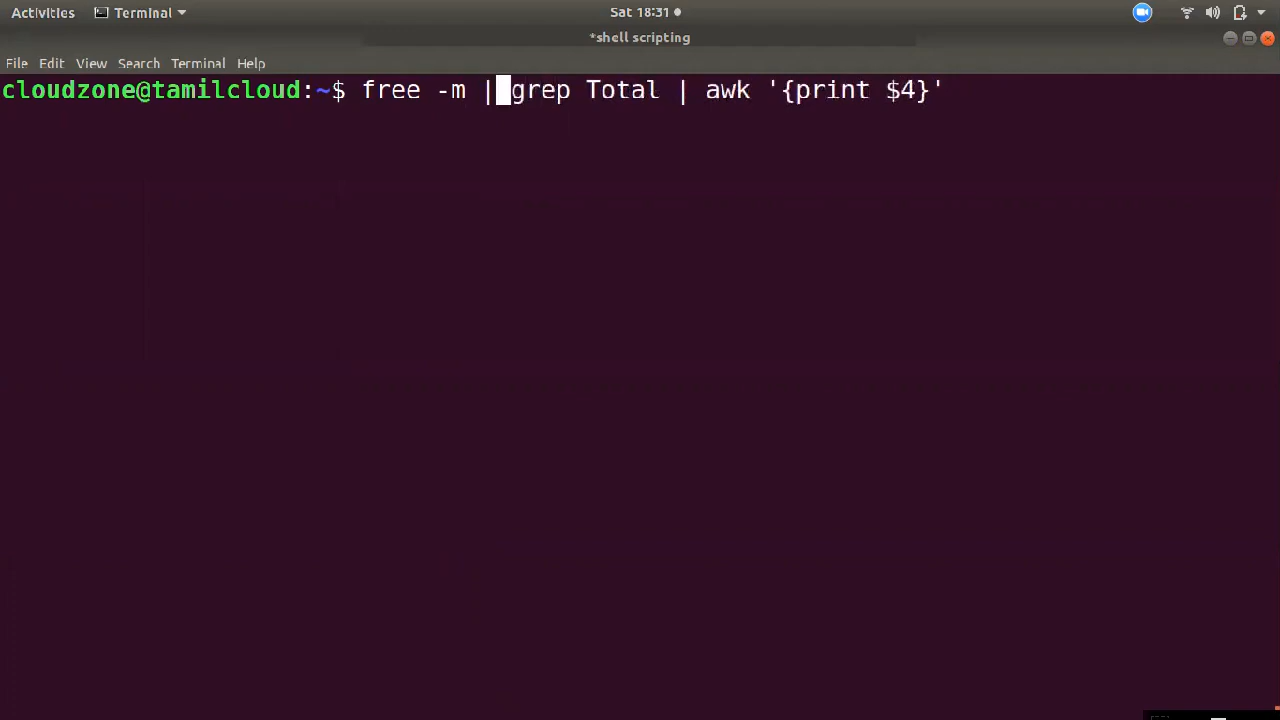 Activities Terminal Sat 18:31
*shell scripting
File Edit View Search Terminal Help
cloudzone@tamilcloud:~$ free -m | grep Total | awk '{print $4}'